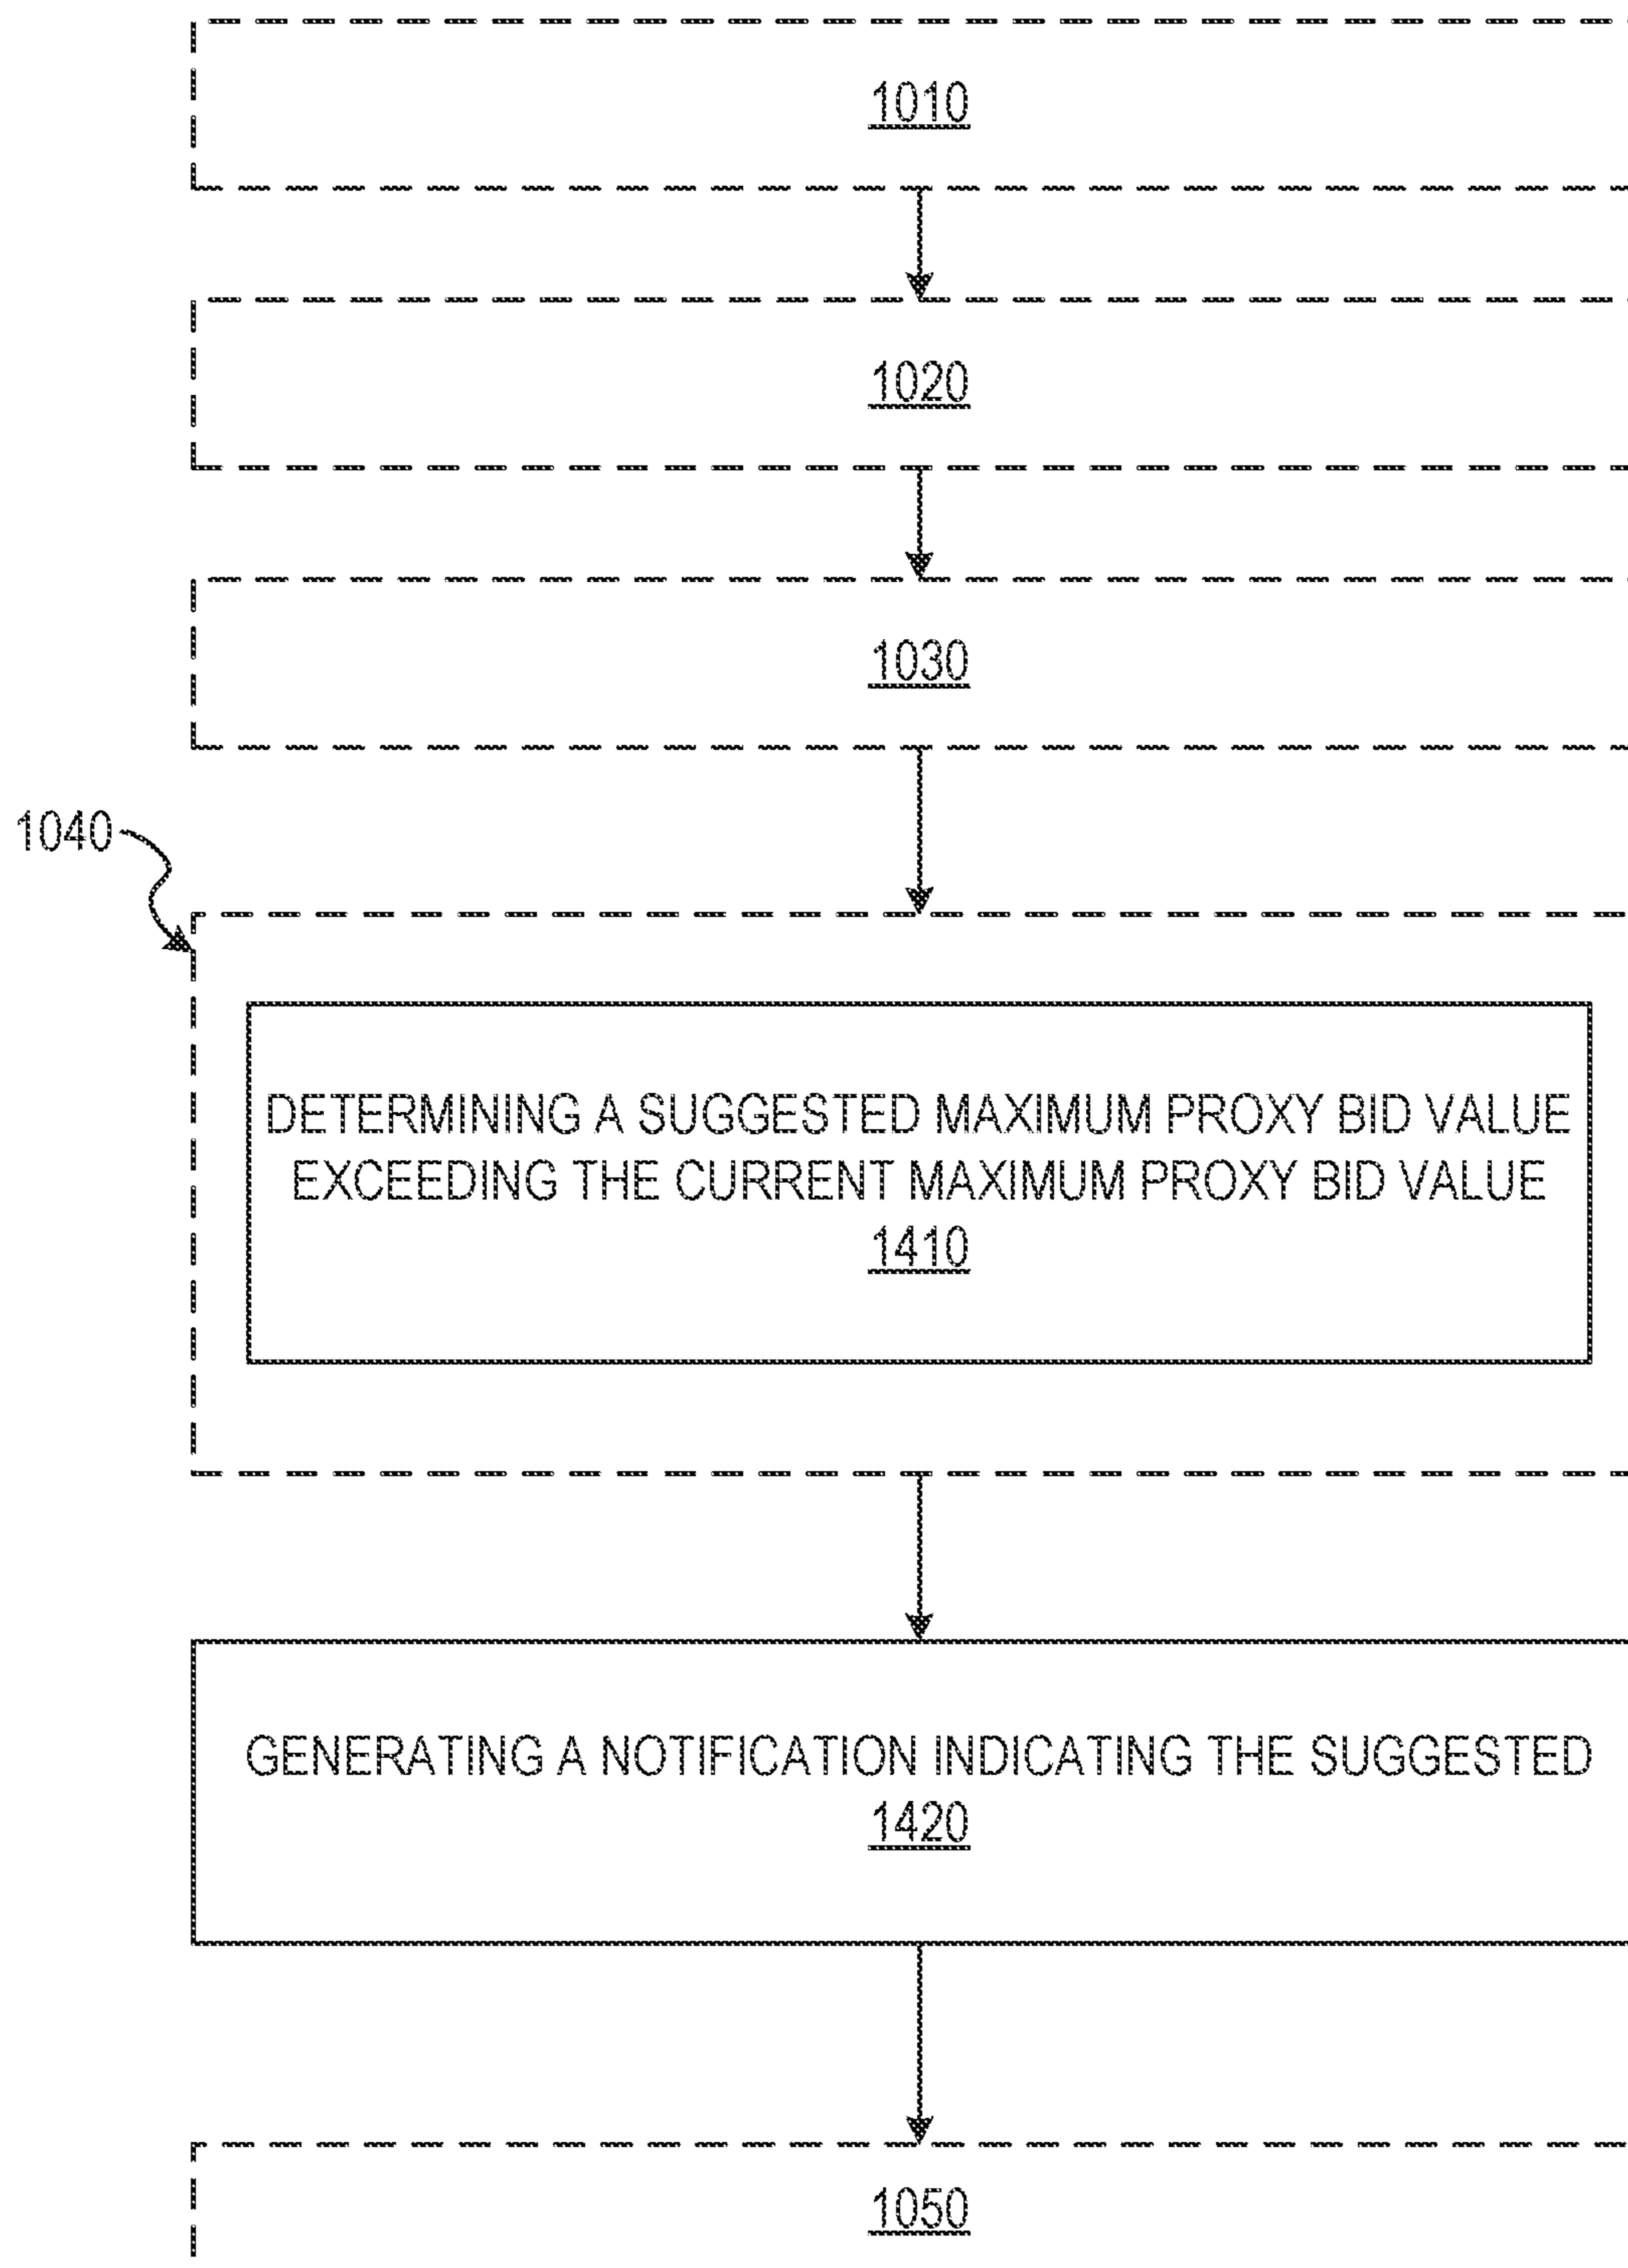 1010
1020
1030
1040
DETERMINING A SUGGESTED MAXIMUM PROXY BID VALUE
EXCEEDING THE CURRENT MAXIMUM PROXY BID VALUE
1410
GENERATING A NOTIFICATION INDICATING THE SUGGESTED
1420
1050